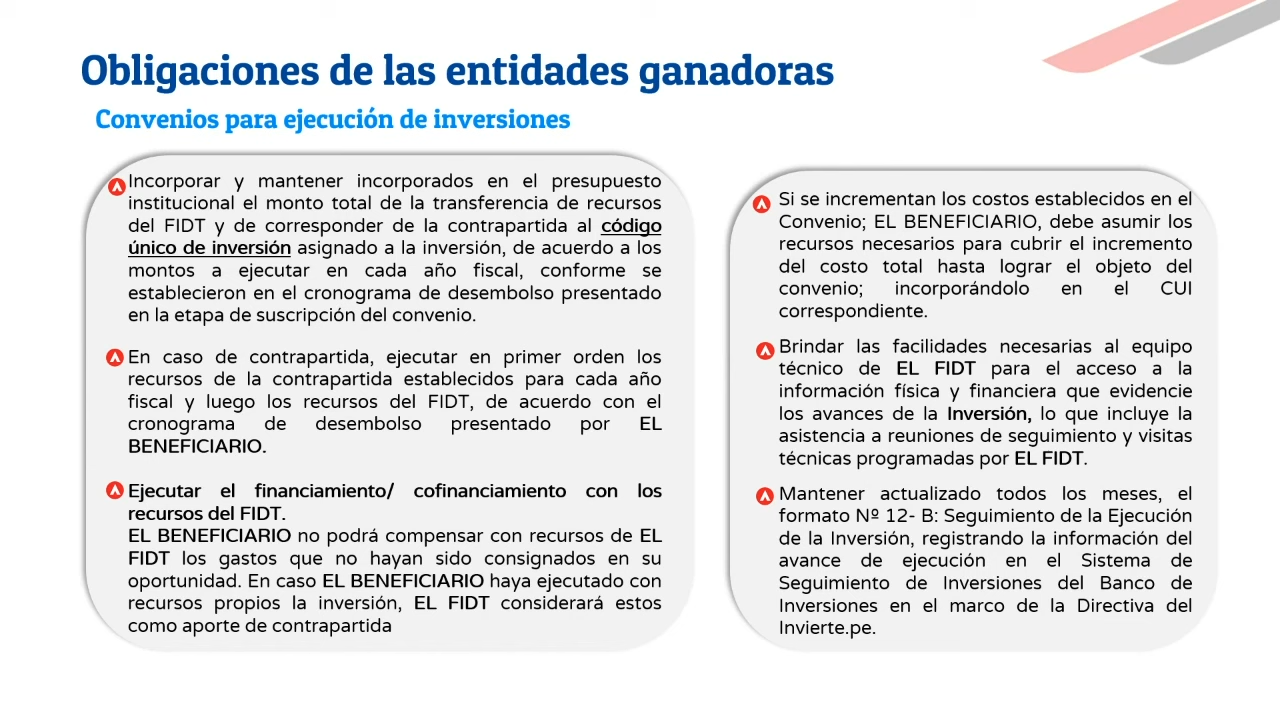 Obligaciones de las entidades ganadoras
Convenios para ejecución de inversiones
Incorporar y mantener incorporados en el presupuesto
institucional el monto total de la transferencia de recursos
del FIDT y de corresponder de la contrapartida al código
único de inversión asignado a la inversión, de acuerdo a los
montos a ejecutar en cada año fiscal, conforme se
establecieron en el cronograma de desembolso presentado
en la etapa de suscripción del convenio.
En caso de contrapartida, ejecutar en primer orden los
recursos de la contrapartida establecidos para cada año
fiscal y luego los recursos del FIDT, de acuerdo con el
cronograma de desembolso presentado por EL
BENEFICIARIO.
Ejecutar el financiamiento/ cofinanciamiento con los
recursos del FIDT.
EL BENEFICIARIO no podrá compensar con recursos de EL
FIDT los gastos que no hayan sido consignados en su
oportunidad. En caso EL BENEFICIARIO haya ejecutado con
recursos propios la inversión, EL FIDT considerará estos
como aporte de contrapartida
Si se incrementan los costos establecidos en el
Convenio; EL BENEFICIARIO, debe asumir los
recursos necesarios para cubrir el incremento
del costo total hasta lograr el objeto del
convenio; incorporándolo en el CUI
correspondiente.
Brindar las facilidades necesarias al equipo
técnico de EL FIDT para el acceso a la
información física y financiera que evidencie
los avances de la Inversión, lo que incluye la
asistencia a reuniones de seguimiento y visitas
técnicas programadas por EL FIDT.
Mantener actualizado todos los meses, el
formato Nº 12- B: Seguimiento de la Ejecución
de la Inversión, registrando la información del
avance de ejecución en el Sistema de
Seguimiento de Inversiones del Banco de
Inversiones en el marco de la Directiva del
Invierte.pe.